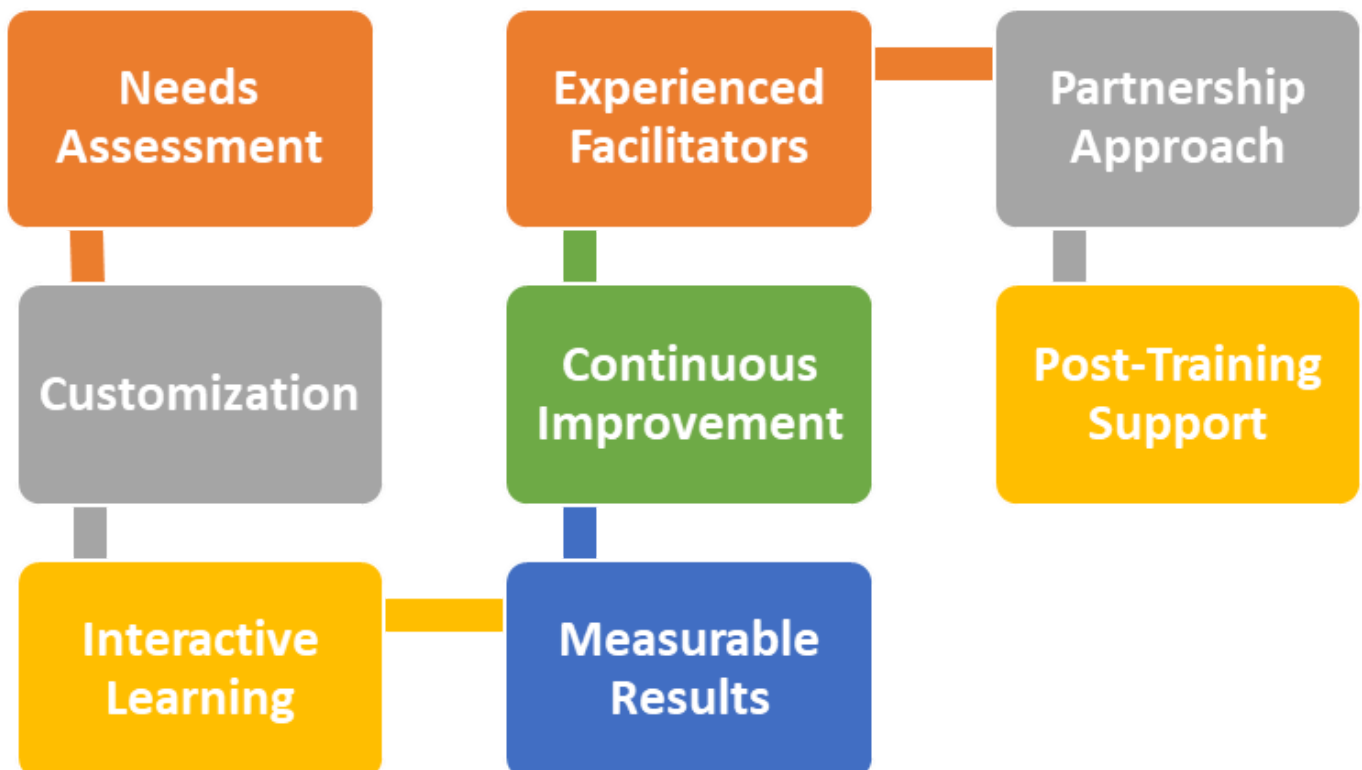 Needs
Assessment
Customization
Interactive
Learning
Measurable
Results
Continuous
Improvement
Experienced
Facilitators
Partnership
Approach
Post-Training
Support